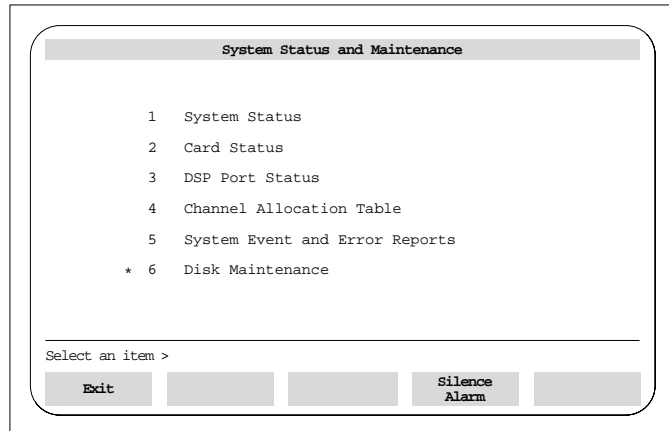 System Status and Maintenance
1 System Status
2 Card Status
3 DSP Port Status
4 Channel Allocation Table
5 System Event and Error Reports
* 6 Disk Maintenance
Select an item >
Exit
Silence
Alarm